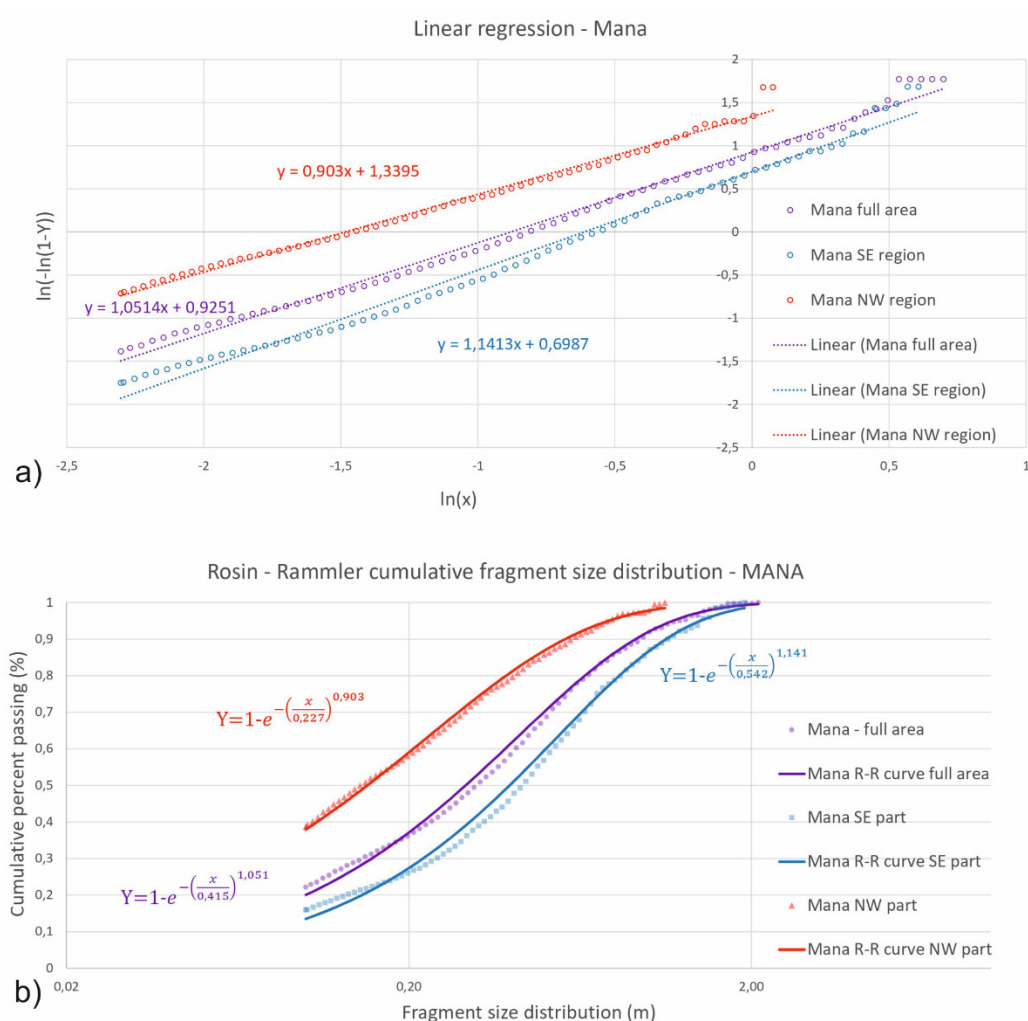 Linear regression - Mana
2
1,5
1
0,5
0
-0,5
-1
-1,5
-2
-2,5
ln(-ln(1-Y))
y = 0,903x + 1,3395
y = 1,0514x + 0,9251
y = 1,1413x + 0,6987
Mana full area
Mana SE region
Mana NW region
Linear (Mana full area)
Linear (Mana SE region)
Linear (Mana NW region)
-2,5 -2 -1,5 -1 -0,5 0 0,5 1
ln(x)
a)
Rosin - Rammler cumulative fragment size distribution - MANA
1
0,9
0,8
0,7
0,6
0,5
0,4
0,3
0,2
0,1
0
Cumulative percent passing (%)
Y=1-e^{-(x/0,227)^{0,903}}
Y=1-e^{-(x/0,542)^{1,141}}
Y=1-e^{-(x/0,415)^{1,051}}
Mana - full area
Mana R-R curve full area
Mana SE part
Mana R-R curve SE part
Mana NW part
Mana R-R curve NW part
0,02 0,20 2,00
Fragment size distribution (m)
b)